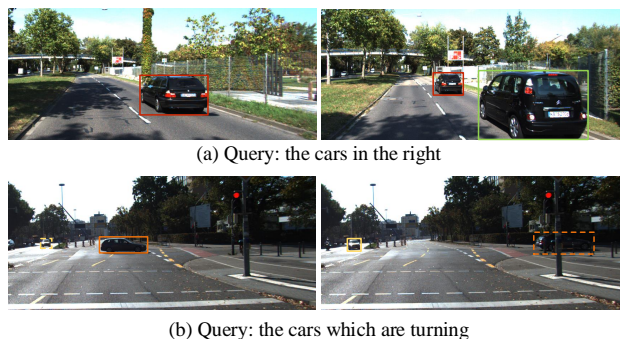 (a) Query: the cars in the right
(b) Query: the cars which are turning